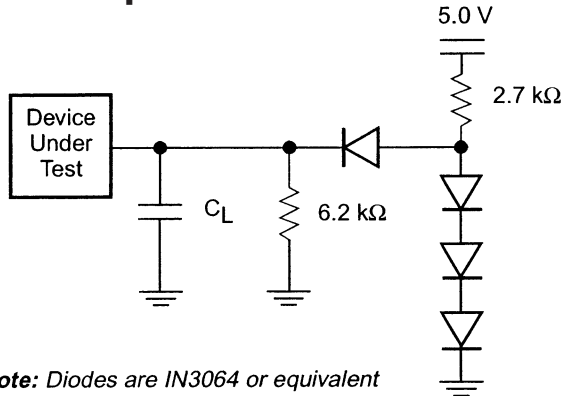 5.0 V
2.7 kΩ
Device
Under
Test
CL
6.2 kΩ
ote: Diodes are IN3064 or equivalent